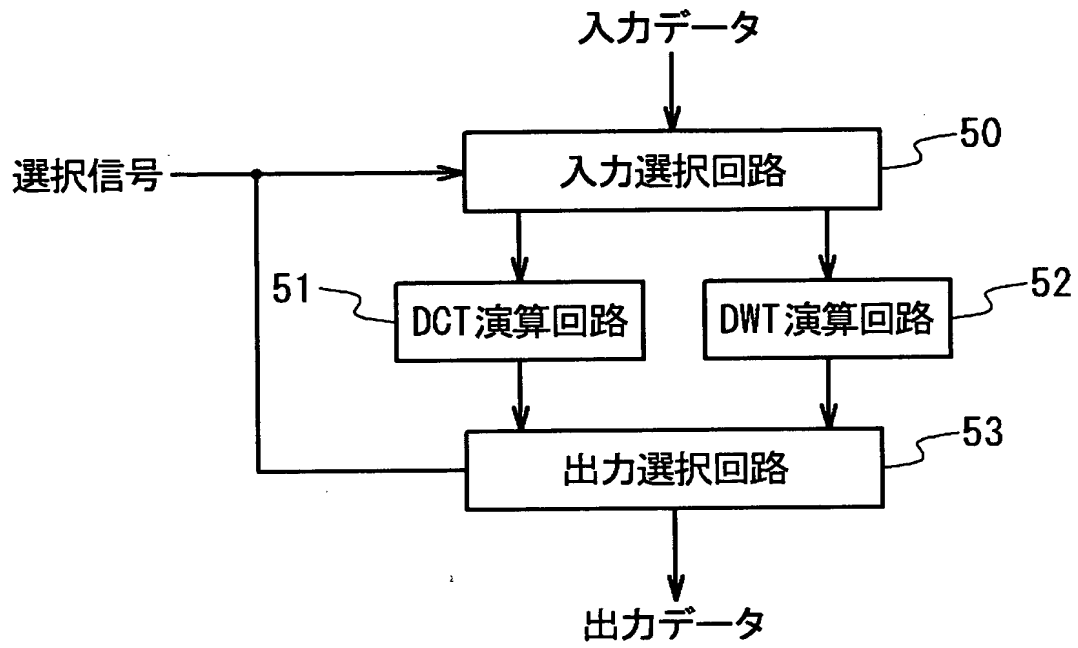 入力データ
50
選択信号
入力選択回路
51
DCT演算回路
DWT演算回路
52
53
出力選択回路
出力データ